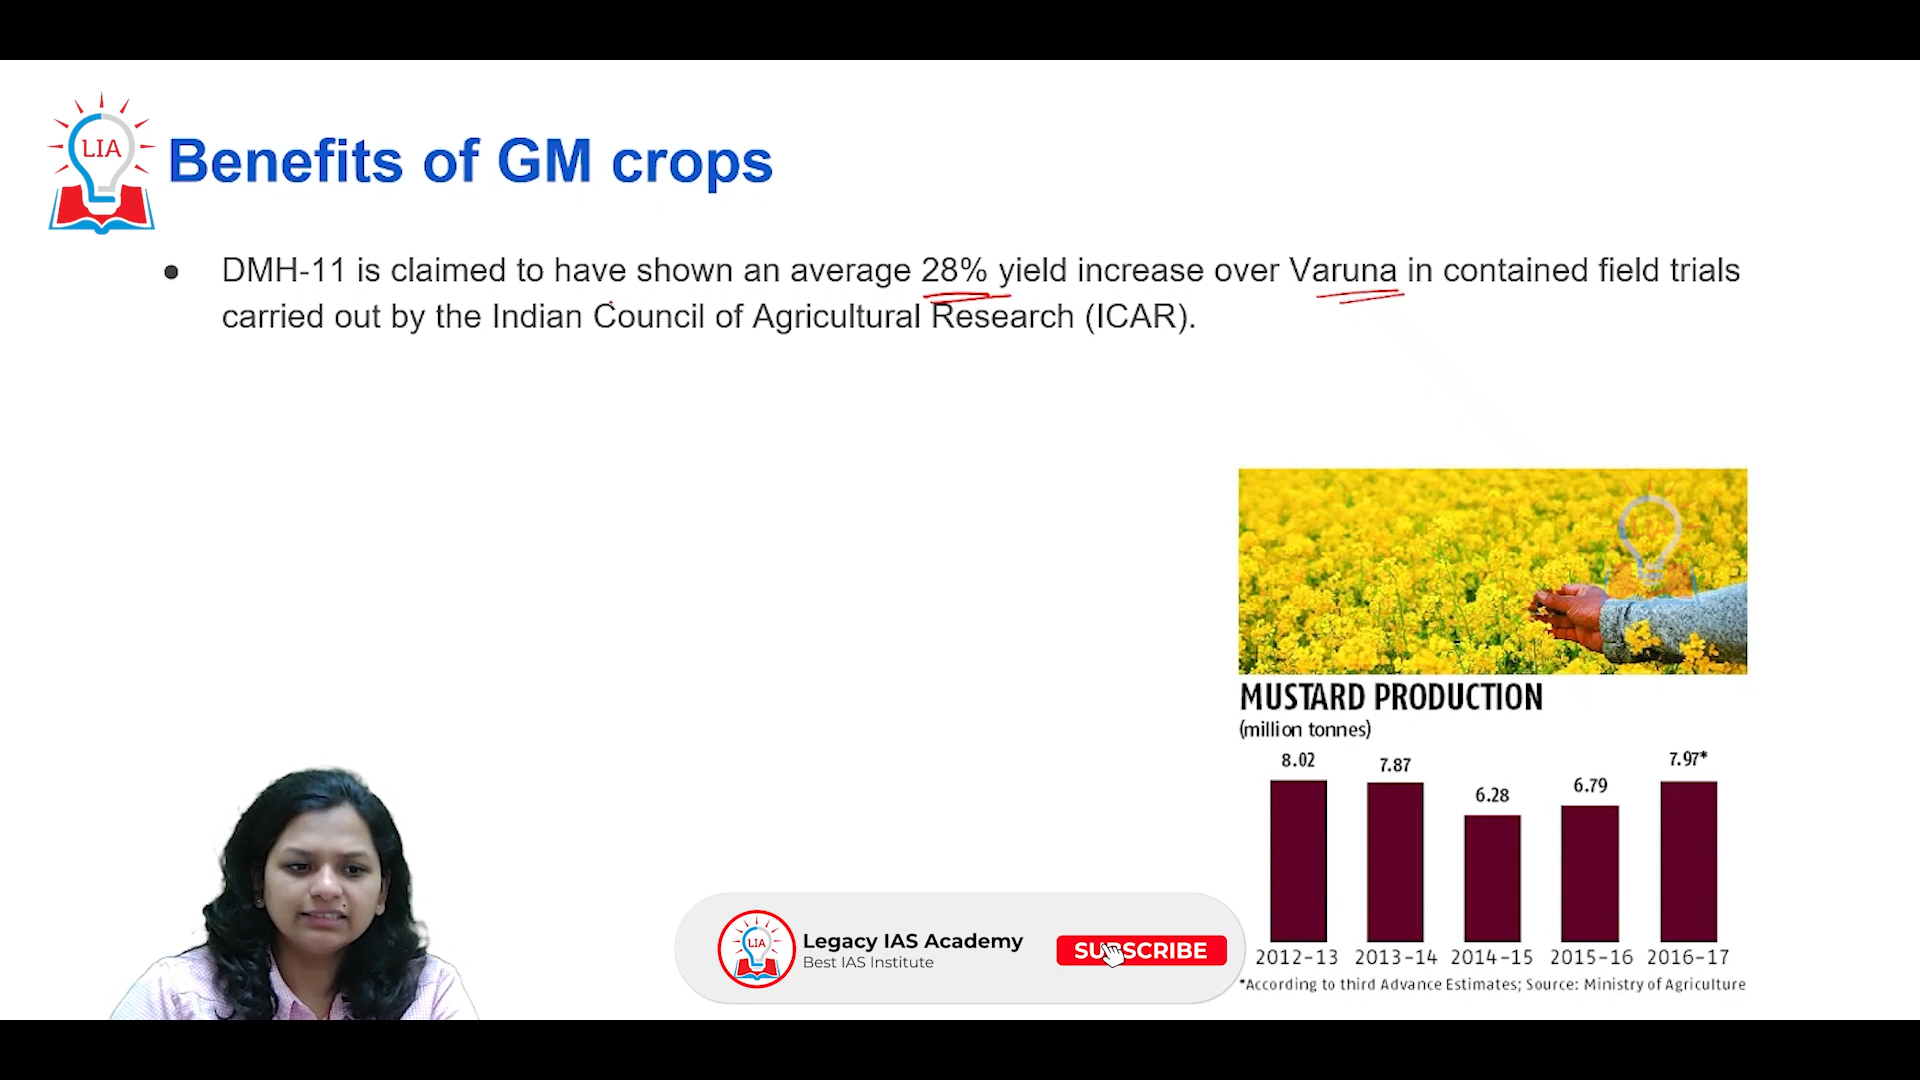 LIA
Benefits of GM crops
● DMH-11 is claimed to have shown an average 28% yield increase over Varuna in contained field trials
carried out by the Indian Council of Agricultural Research (ICAR).
LIA
MUSTARD PRODUCTION
(million tonnes)
8.02 7.87 6.28 6.79 7.97*
2012-13 2013-14 2014-15 2015-16 2016-17
*According to third Advance Estimates; Source: Ministry of Agriculture
LIA
Legacy IAS Academy
Best IAS Institute
SUBSCRIBE